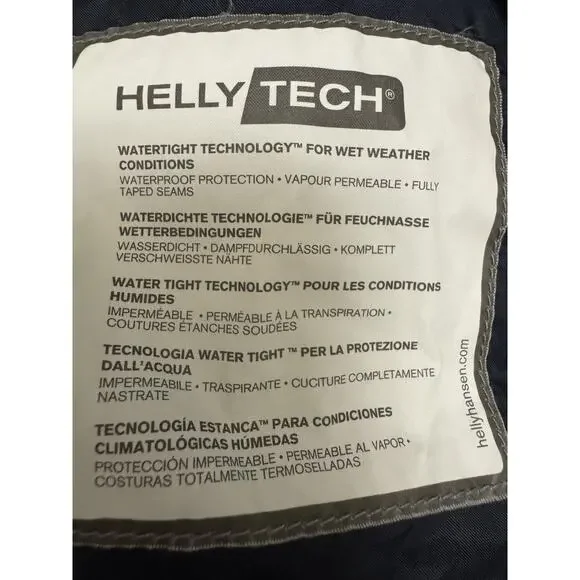 HELLY TECH®
WATERTIGHT TECHNOLOGY™ FOR WET WEATHER
CONDITIONS
WATERPROOF PROTECTION • VAPOUR PERMEABLE • FULLY
TAPED SEAMS
WATERDICHTE TECHNOLOGIE™ FÜR FEUCHNASSE
WETTERBEDINGUNGEN
WASSERDICHT • DAMPFDURCHLÄSSIG • KOMPLETT
VERSCHWEISSTE NÄHTE
WATER TIGHT TECHNOLOGY™ POUR LES CONDITIONS
HUMIDES
IMPERMÉABLE • PERMÉABLE À LA TRANSPIRATION •
COUTURES ÉTANCHES SOUDÉES
TECNOLOGIA WATER TIGHT ™ PER LA PROTEZIONE
DALL'ACQUA
IMPERMEABILE • TRASPIRANTE • CUCITURE COMPLETAMENTE
NASTRATE
TECNOLOGÍA ESTANCA™ PARA CONDICIONES
CLIMATOLÓGICAS HÚMEDAS
PROTECCIÓN IMPERMEABLE • PERMEABLE AL VAPOR •
COSTURAS TOTALMENTE TERMOSELLADAS
hellyhansen.com